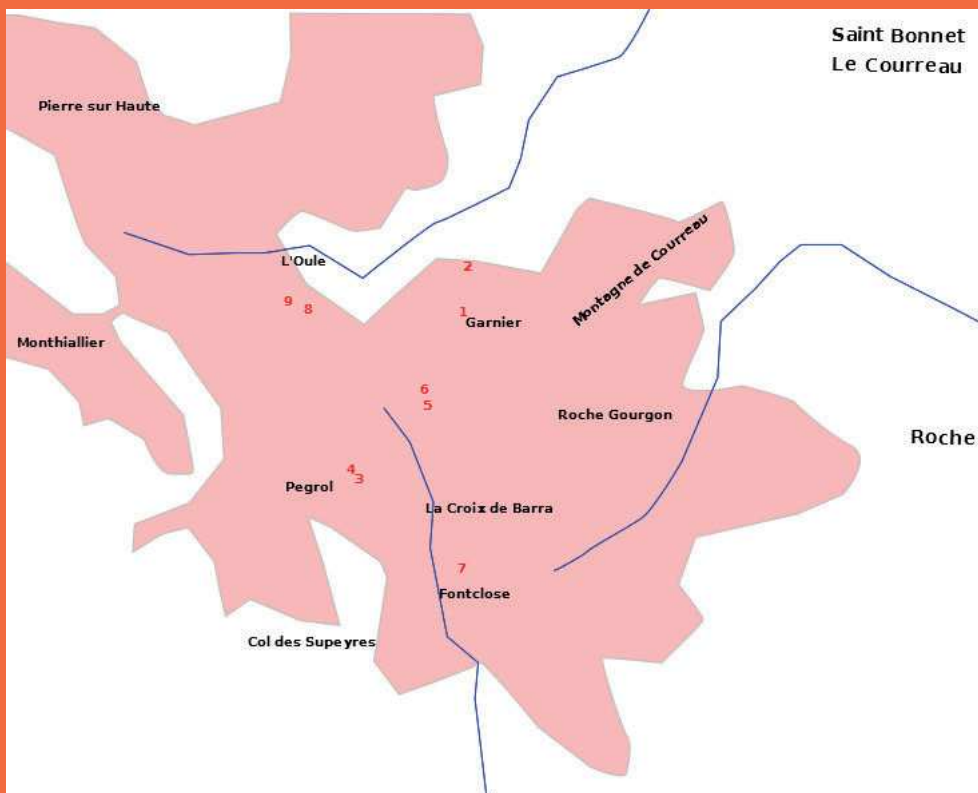 Saint Bonnet
Le Courreau
Pierre sur Haute
Montagne de Courreau
L'Oule
2
9
8
1
Garnier
Monthiallier
6
5
Roche Gourgon
Roche
4
3
Pegrol
La Croix de Barra
7
Fontclose
Col des Supeyres